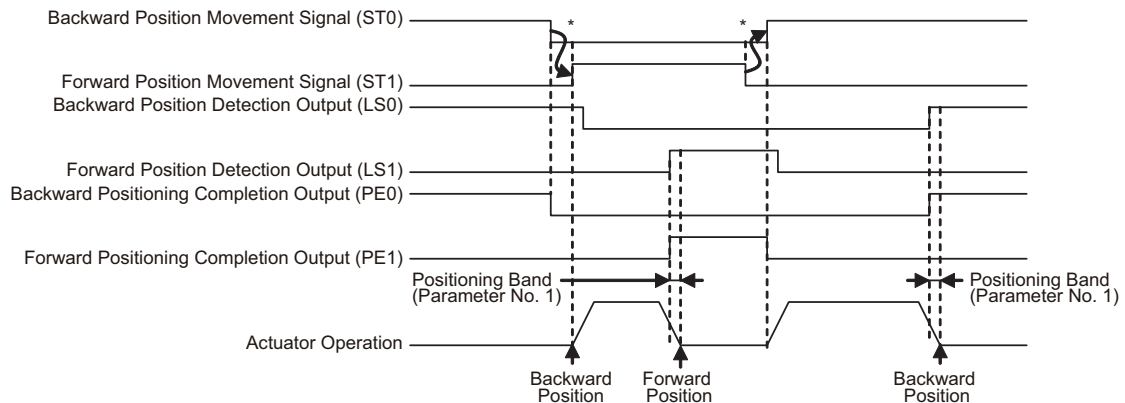 Backward Position Movement Signal (ST0)
* *
Forward Position Movement Signal (ST1)
Backward Position Detection Output (LS0)
Forward Position Detection Output (LS1)
Backward Positioning Completion Output (PE0)
Forward Positioning Completion Output (PE1)
Positioning Band
(Parameter No. 1)
Positioning Band
(Parameter No. 1)
Actuator Operation
Backward
Position
Forward
Position
Backward
Position